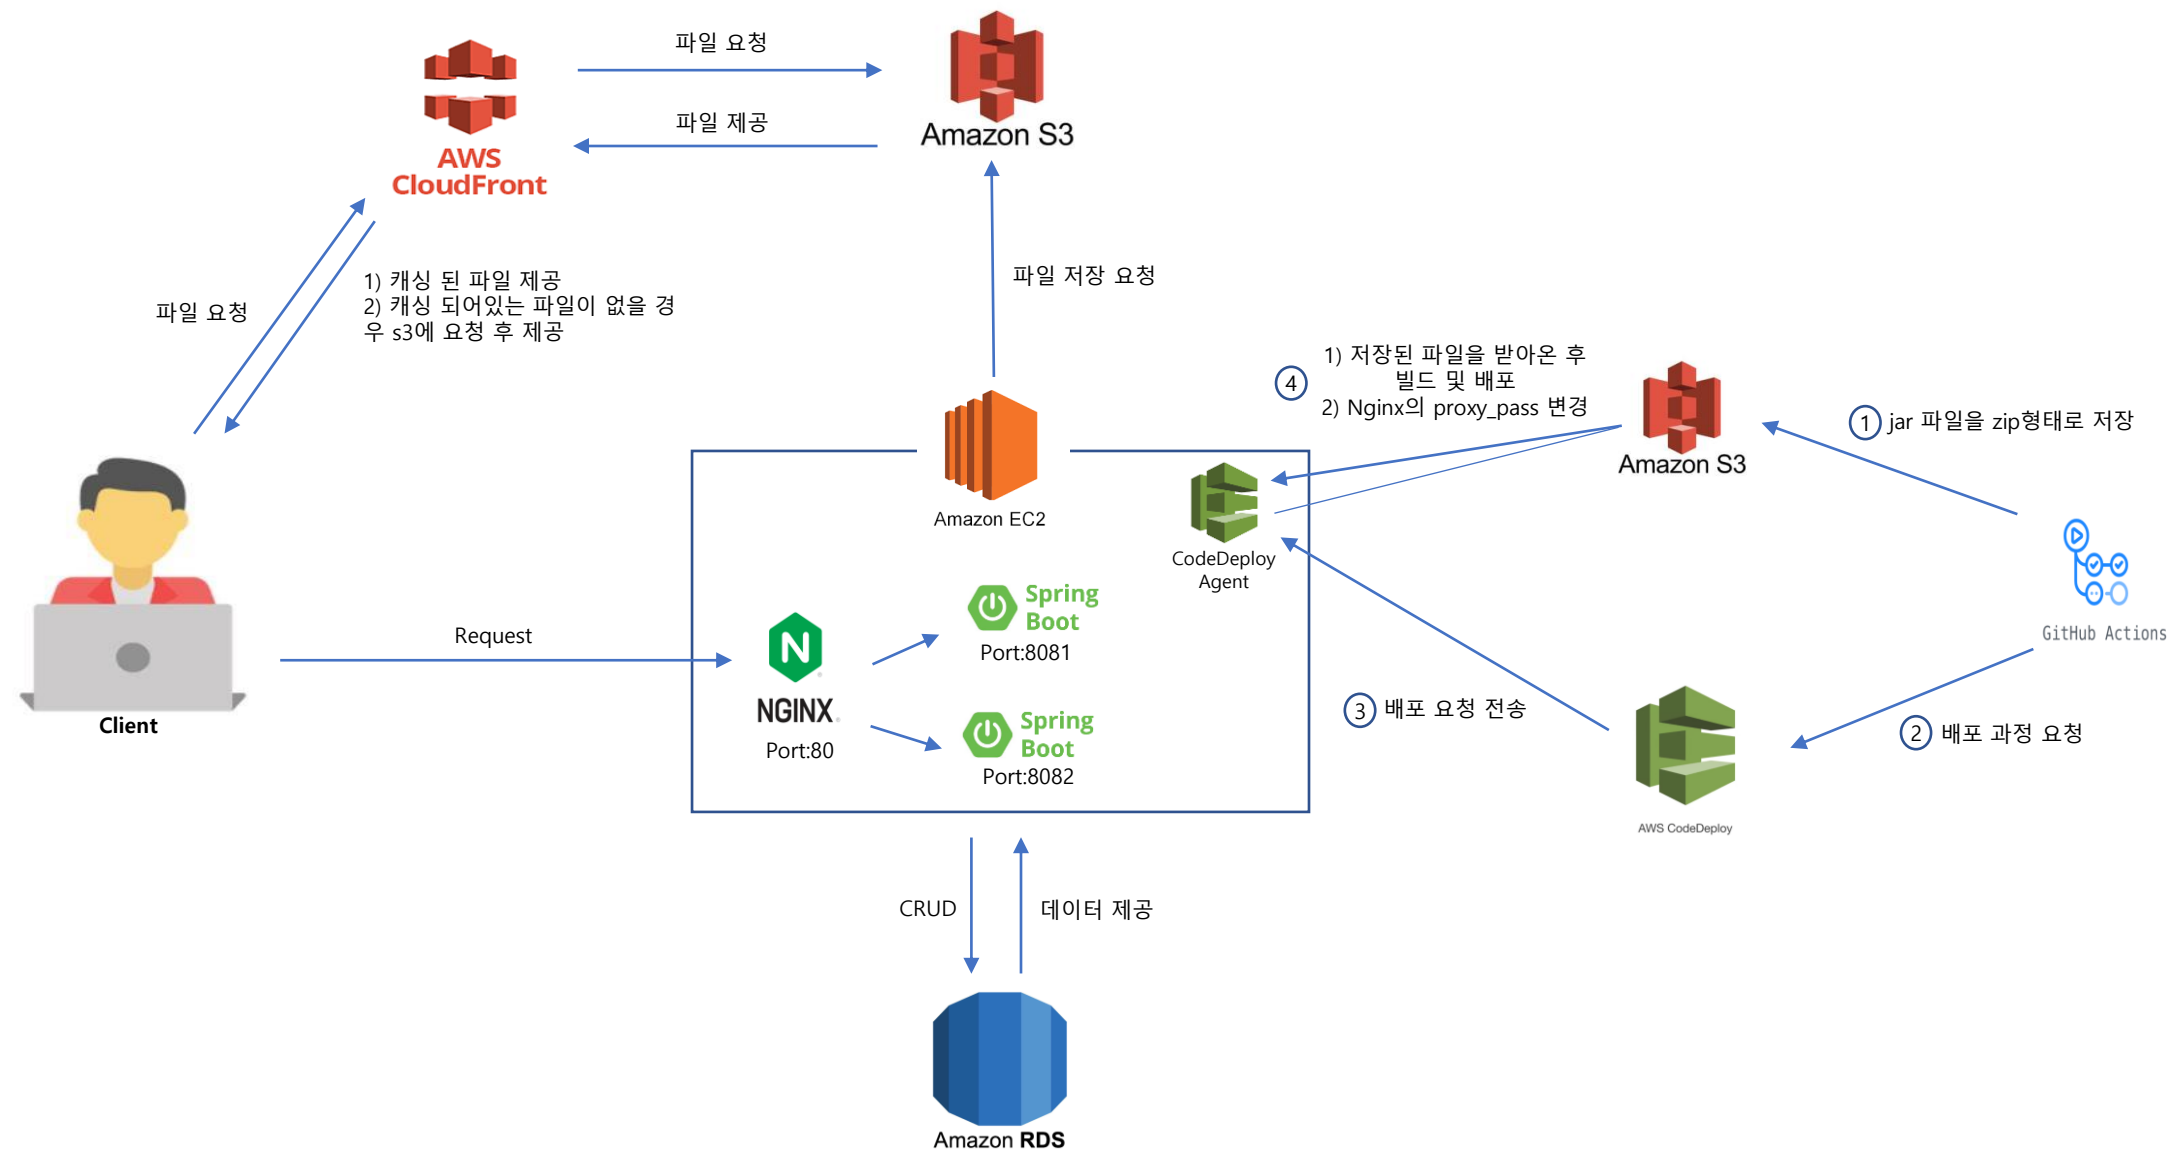 파일 요청
Amazon S3
파일 제공
AWS
CloudFront
파일 요청
1) 캐싱 된 파일 제공
2) 캐싱 되어있는 파일이 없을 경
우 s3에 요청 후 제공
파일 저장 요청
4
1) 저장된 파일을 받아온 후
빌드 및 배포
2) Nginx의 proxy_pass 변경
Amazon S3
1 jar 파일을 zip형태로 저장
Amazon EC2
CodeDeploy
Agent
GitHub Actions
Client
Request
NGINX
Port:80
Spring
Boot
Port:8081
Spring
Boot
Port:8082
3 배포 요청 전송
2 배포 과정 요청
AWS CodeDeploy
CRUD
데이터 제공
Amazon RDS